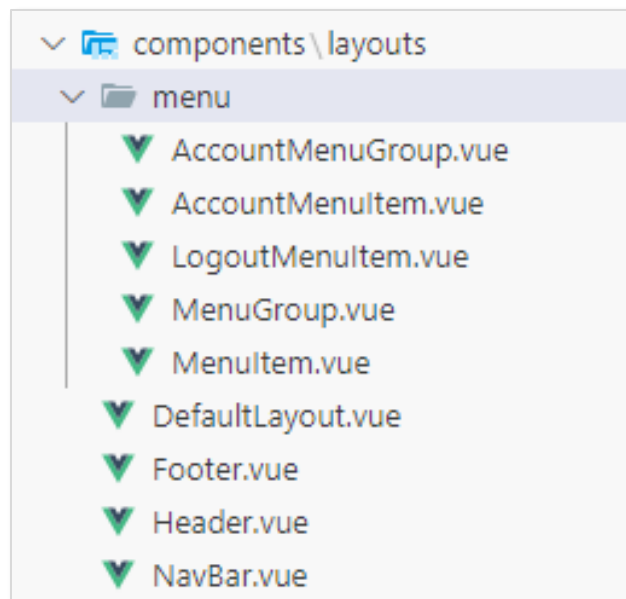 components\layouts
menu
AccountMenuGroup.vue
AccountMenuItem.vue
LogoutMenuItem.vue
MenuGroup.vue
MenuItem.vue
DefaultLayout.vue
Footer.vue
Header.vue
NavBar.vue